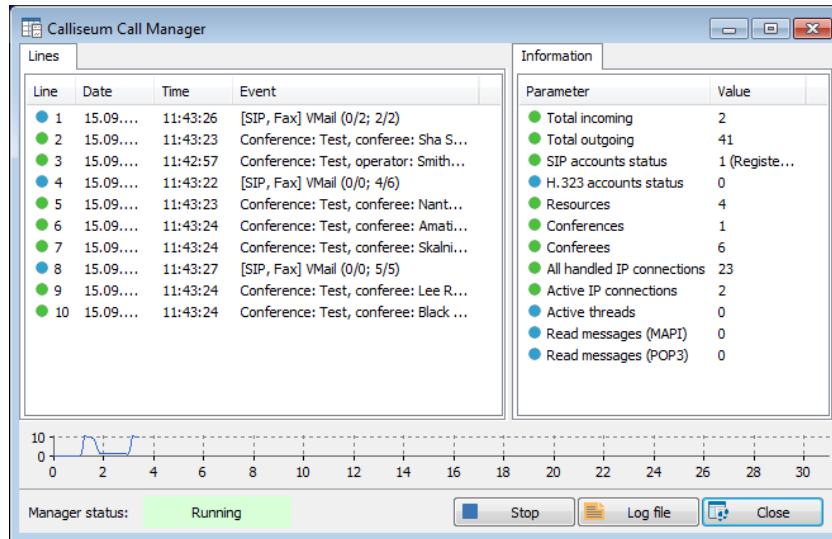 Calliseum Call Manager
Lines
Line Date Time Event
1 15.09.... 11:43:26 [SIP, Fax] VMail (0/2; 2/2)
2 15.09.... 11:43:23 Conference: Test, conferee: Sha S...
3 15.09.... 11:42:57 Conference: Test, operator: Smith...
4 15.09.... 11:43:22 [SIP, Fax] VMail (0/0; 4/6)
5 15.09.... 11:43:23 Conference: Test, conferee: Nant...
6 15.09.... 11:43:24 Conference: Test, conferee: Amati...
7 15.09.... 11:43:24 Conference: Test, conferee: Skalni...
8 15.09.... 11:43:27 [SIP, Fax] VMail (0/0; 5/5)
9 15.09.... 11:43:24 Conference: Test, conferee: Lee R...
10 15.09.... 11:43:24 Conference: Test, conferee: Black ...
Information
Parameter Value
Total incoming 2
Total outgoing 41
SIP accounts status 1 (Registe...
H.323 accounts status 0
Resources 4
Conferences 1
Conferees 6
All handled IP connections 23
Active IP connections 2
Active threads 0
Read messages (MAPI) 0
Read messages (POP3) 0
10
0
0 2 4 6 8 10 12 14 16 18 20 22 24 26 28 30
Manager status: Running Stop Log file Close